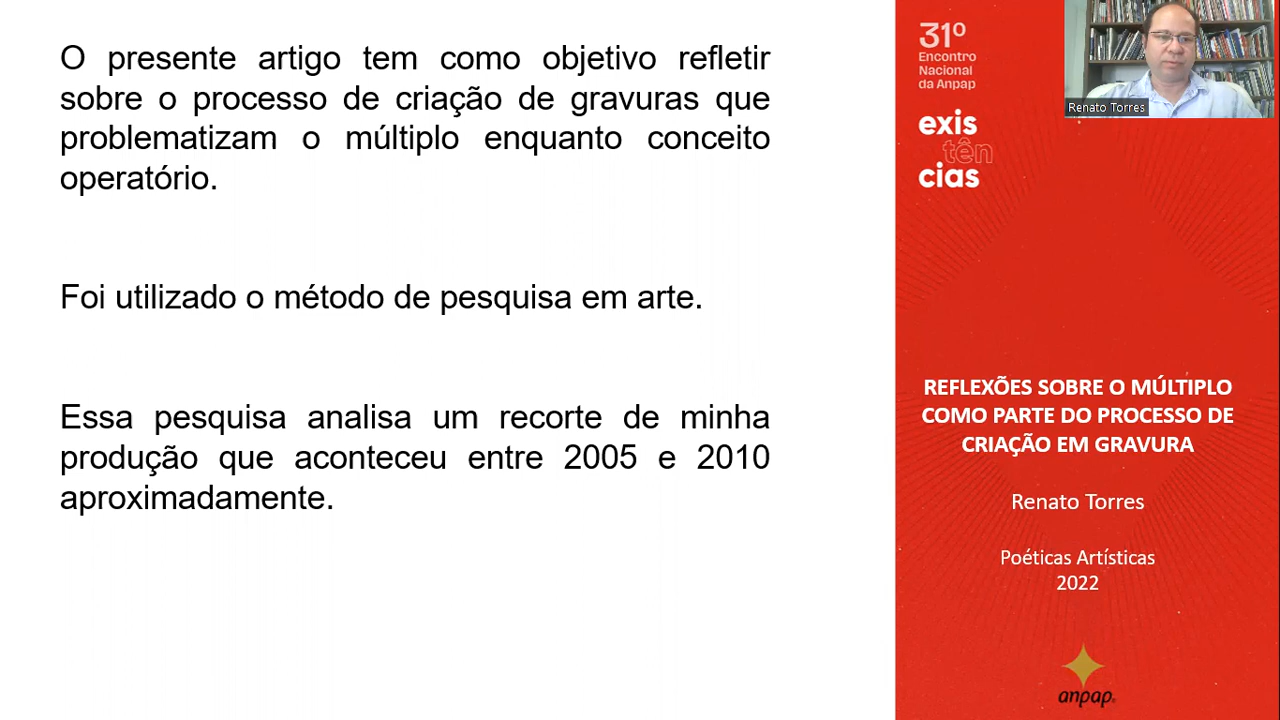 O presente artigo tem como objetivo refletir
sobre o processo de criação de gravuras que
problematizam o múltiplo enquanto conceito
operatório.
Foi utilizado o método de pesquisa em arte.
Essa pesquisa analisa um recorte de minha
produção que aconteceu entre 2005 e 2010
aproximadamente.
31º
Encontro
Nacional
da Anpap
exis
tên
cias
Renato Torres
REFLEXÕES SOBRE O MÚLTIPLO
COMO PARTE DO PROCESSO DE
CRIAÇÃO EM GRAVURA
Renato Torres
Poéticas Artísticas
2022
anpap